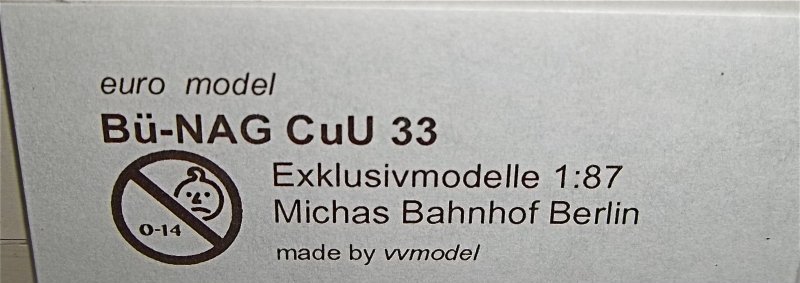 euro model
Bü-NAG CuU 33
Exklusivmodelle 1:87
Michas Bahnhof Berlin
0-14
made by vvmodel